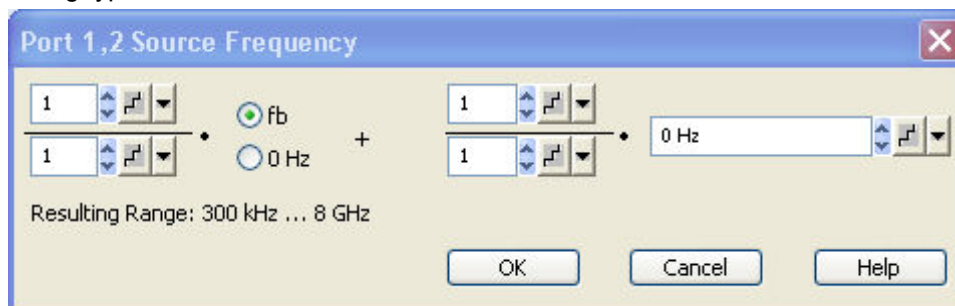 Port 1,2 Source Frequency
1 1
fb
1 1 0 Hz
0 Hz +
Resulting Range: 300 kHz ... 8 GHz
OK Cancel Help